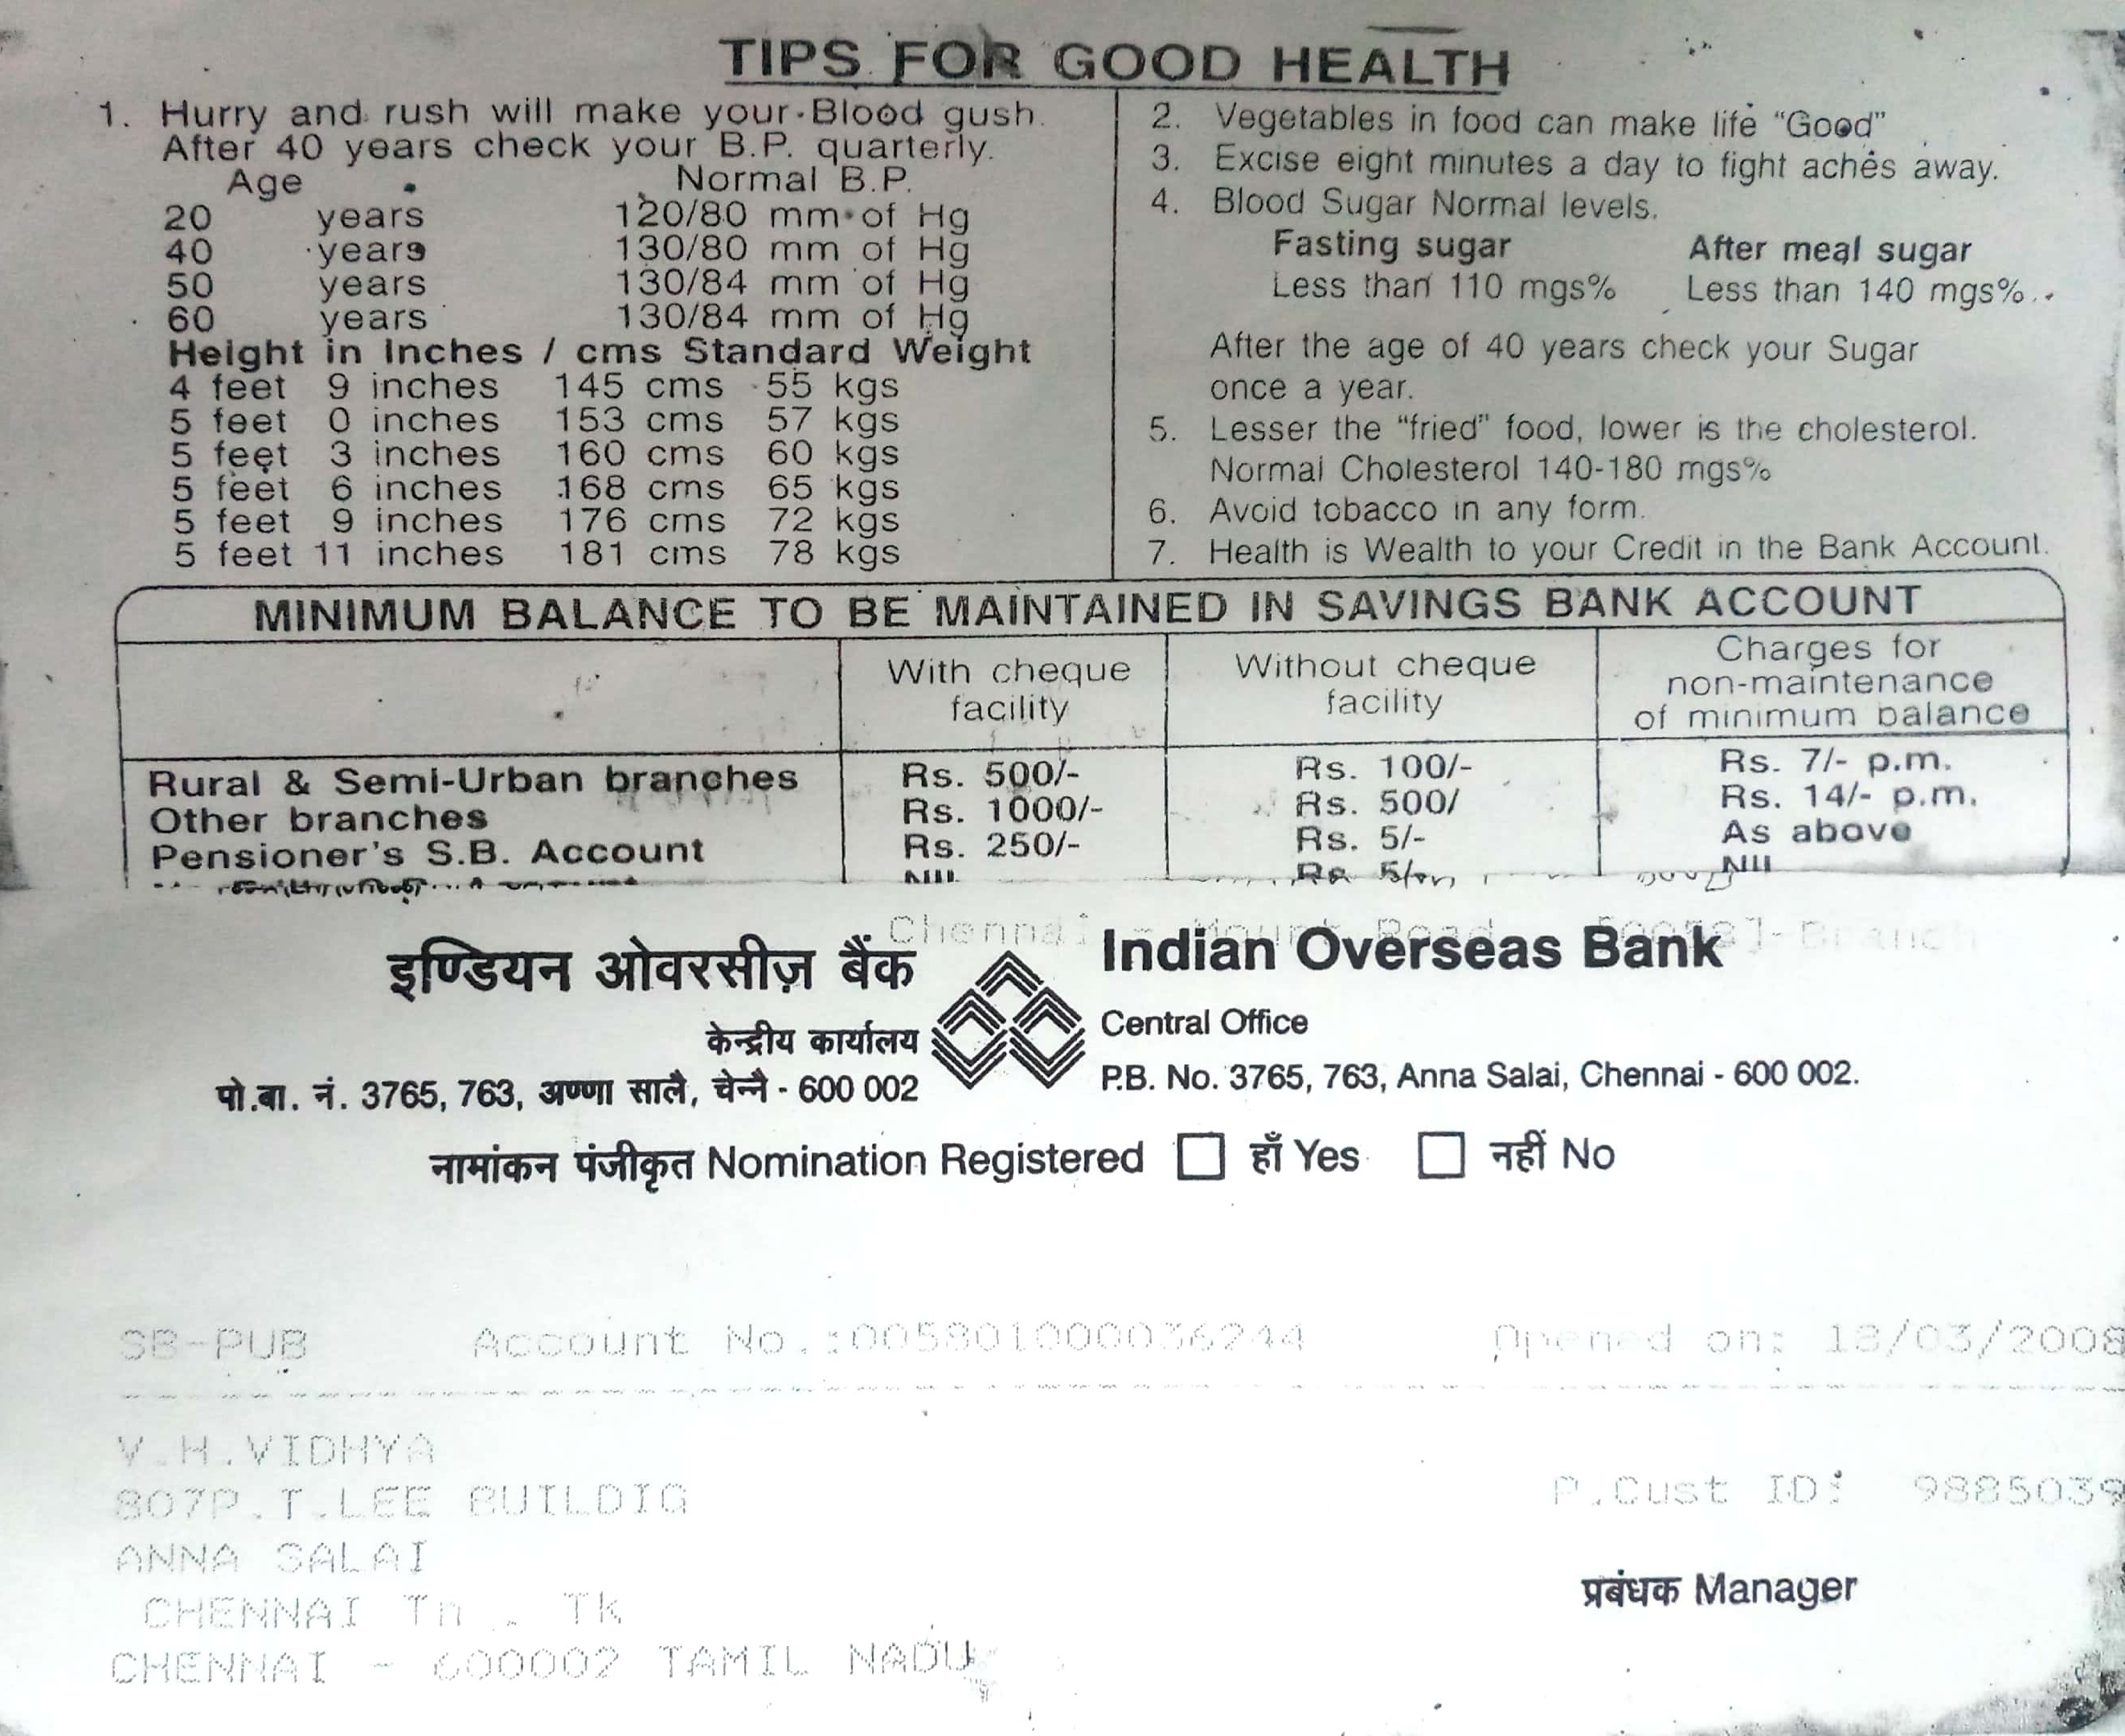 TIPS FOR GOOD HEALTH
1. Hurry and rush will make your Blood gush.
After 40 years check your B.P. quarterly.
Age Normal B.P.
20 years 120/80 mm of Hg
40 years 130/80 mm of Hg
50 years 130/84 mm of Hg
60 years 130/84 mm of Hg
Height in Inches / cms Standard Weight
4 feet 9 inches 145 cms 55 kgs
5 feet 0 inches 153 cms 57 kgs
5 feet 3 inches 160 cms 60 kgs
5 feet 6 inches 168 cms 65 kgs
5 feet 9 inches 176 cms 72 kgs
5 feet 11 inches 181 cms 78 kgs
2. Vegetables in food can make life "Good"
3. Excise eight minutes a day to fight aches away.
4. Blood Sugar Normal levels.
Fasting sugar After meal sugar
Less than 110 mgs% Less than 140 mgs%
After the age of 40 years check your Sugar
once a year.
5. Lesser the "fried" food, lower is the cholesterol.
Normal Cholesterol 140-180 mgs%
6. Avoid tobacco in any form.
7. Health is Wealth to your Credit in the Bank Account.
MINIMUM BALANCE TO BE MAINTAINED IN SAVINGS BANK ACCOUNT
With cheque facility Without cheque facility Charges for non-maintenance of minimum balance
Rural & Semi-Urban branches Rs. 500/- Rs. 100/- Rs. 7/- p.m.
Other branches Rs. 1000/- Rs. 500/ Rs. 14/- p.m.
Pensioner's S.B. Account Rs. 250/- Rs. 5/- As above
Chennai - Mount Road Branch
इण्डियन ओवरसीज़ बैंक Indian Overseas Bank
केन्द्रीय कार्यालय Central Office
पो.बा. नं. 3765, 763, अण्णा सालै, चेन्नै - 600 002 P.B. No. 3765, 763, Anna Salai, Chennai - 600 002.
नामांकन पंजीकृत Nomination Registered हाँ Yes नहीं No
SB-PUB Account No.:005801000036244 Opened on: 18/03/2008
V.H.VIDHYA
807P.T.LEE BUILDIG
P.Cust ID: 9885039
ANNA SALAI
प्रबंधक Manager
CHENNAI Tn . Tk
CHENNAI - 600002 TAMIL NADU